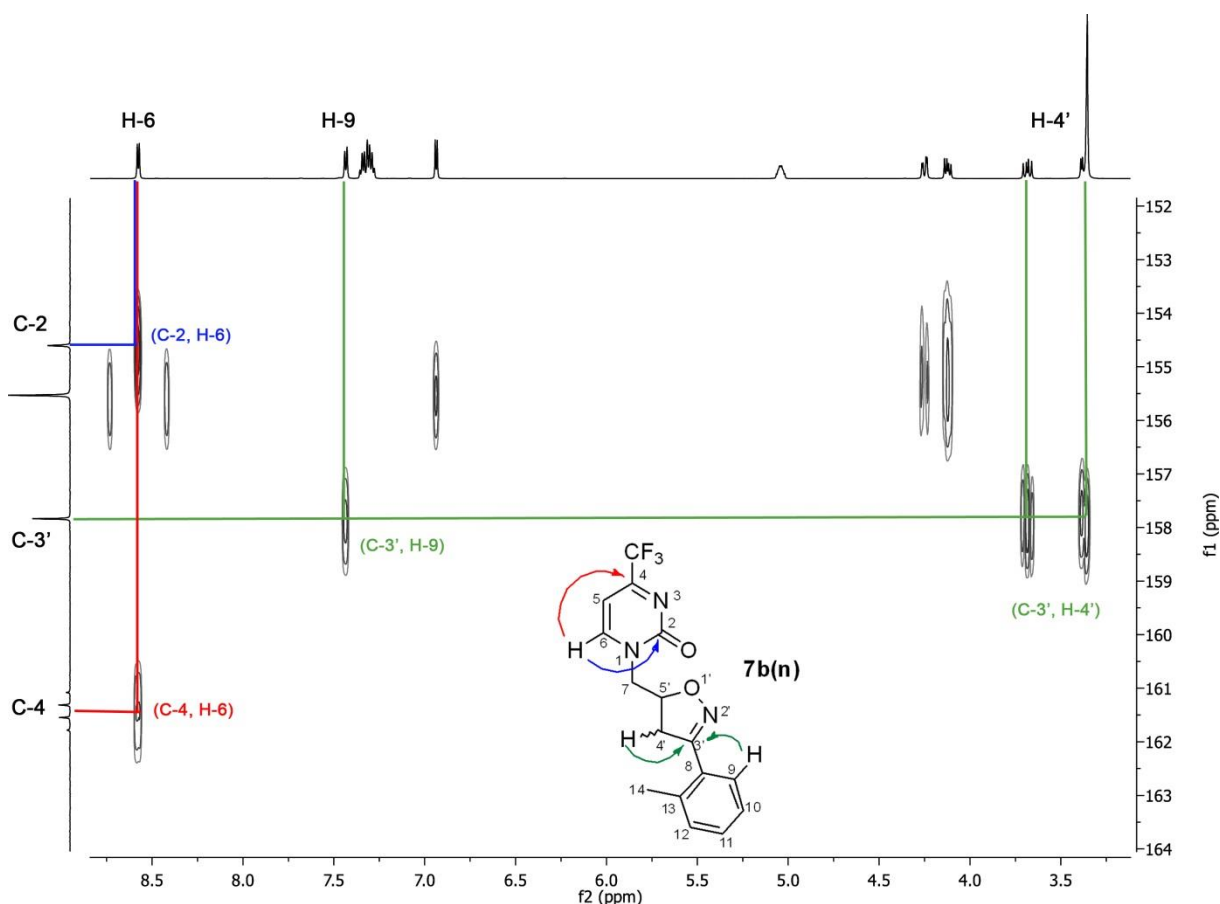 H-6 H-9 H-4’
152
153
C-2 (C-2, H-6) 154
155
156
157
C-3’ 158
(C-3’, H-9)
CF3 159
4
5 N 3 (C-3’, H-4’)
6 2 160
H N O 7b(n)
1
C-4 (C-4, H-6) 7 5' O 1' 161
N 2'
H 4' 3' H 162
8 9
14 13 10 163
12 11
164
8.5 8.0 7.5 7.0 6.5 6.0 5.5 5.0 4.5 4.0 3.5
f2 (ppm)
f1 (ppm)